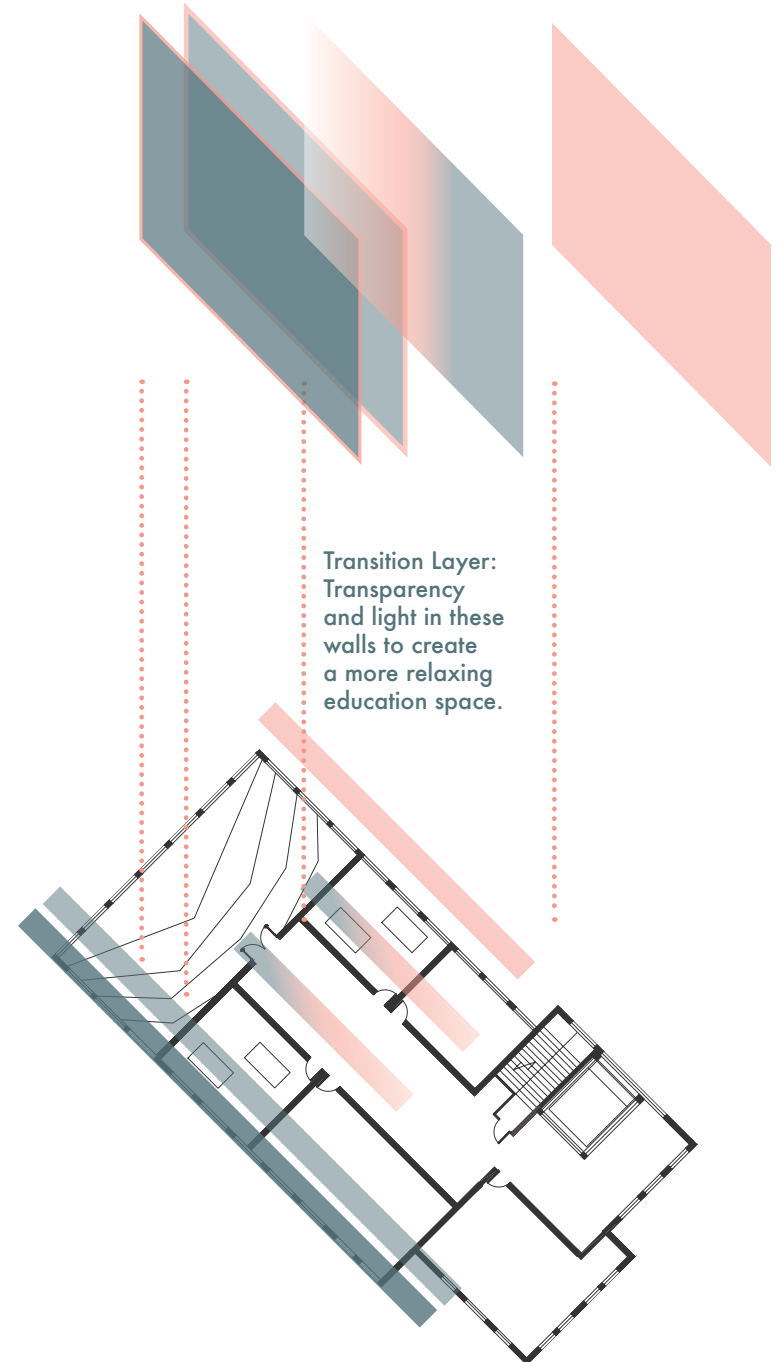 Transition Layer:
Transparency
and light in these
walls to create
a more relaxing
education space.